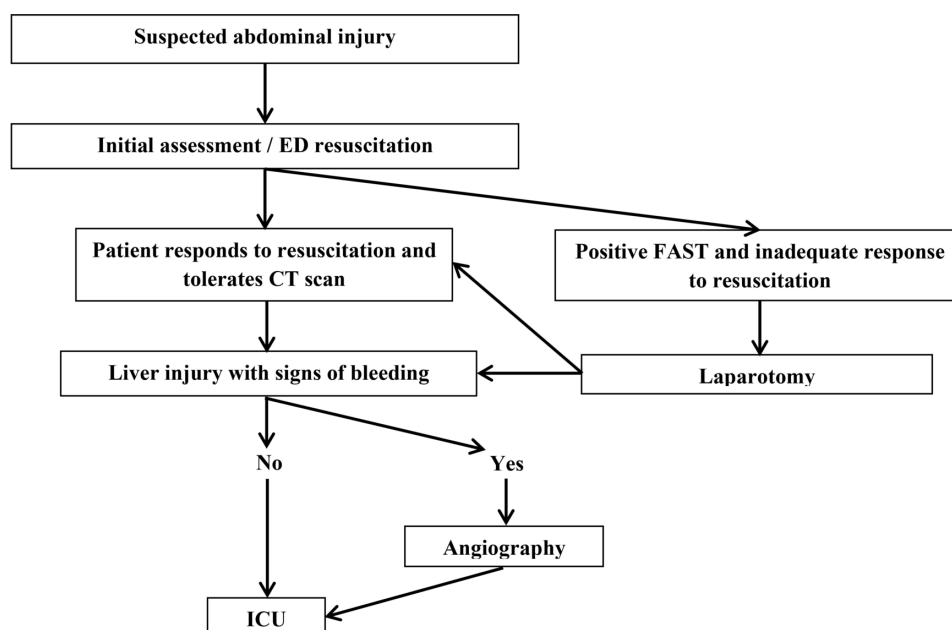 Suspected abdominal injury
Initial assessment / ED resuscitation
Patient responds to resuscitation and
tolerates CT scan
Positive FAST and inadequate response
to resuscitation
Liver injury with signs of bleeding
Laparotomy
No
Yes
Angiography
ICU